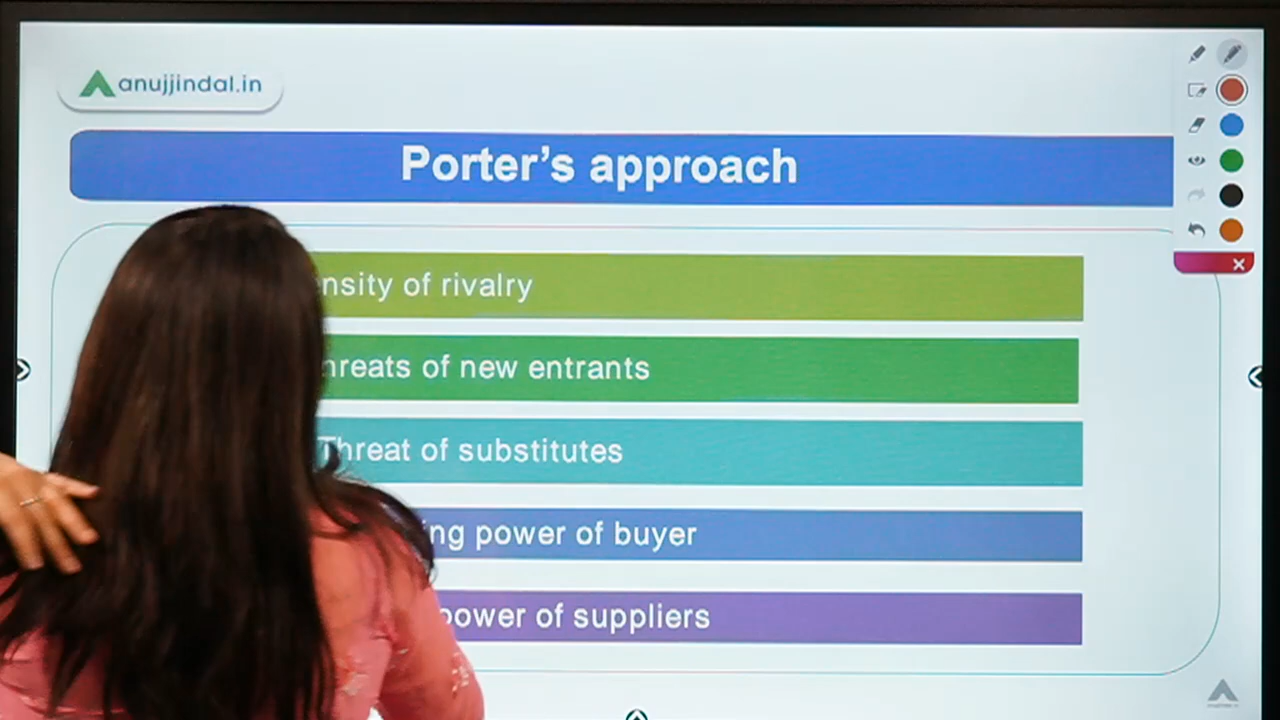 anujjindal.in
Porter's approach
nsity of rivalry
hreats of new entrants
Threat of substitutes
ng power of buyer
power of suppliers